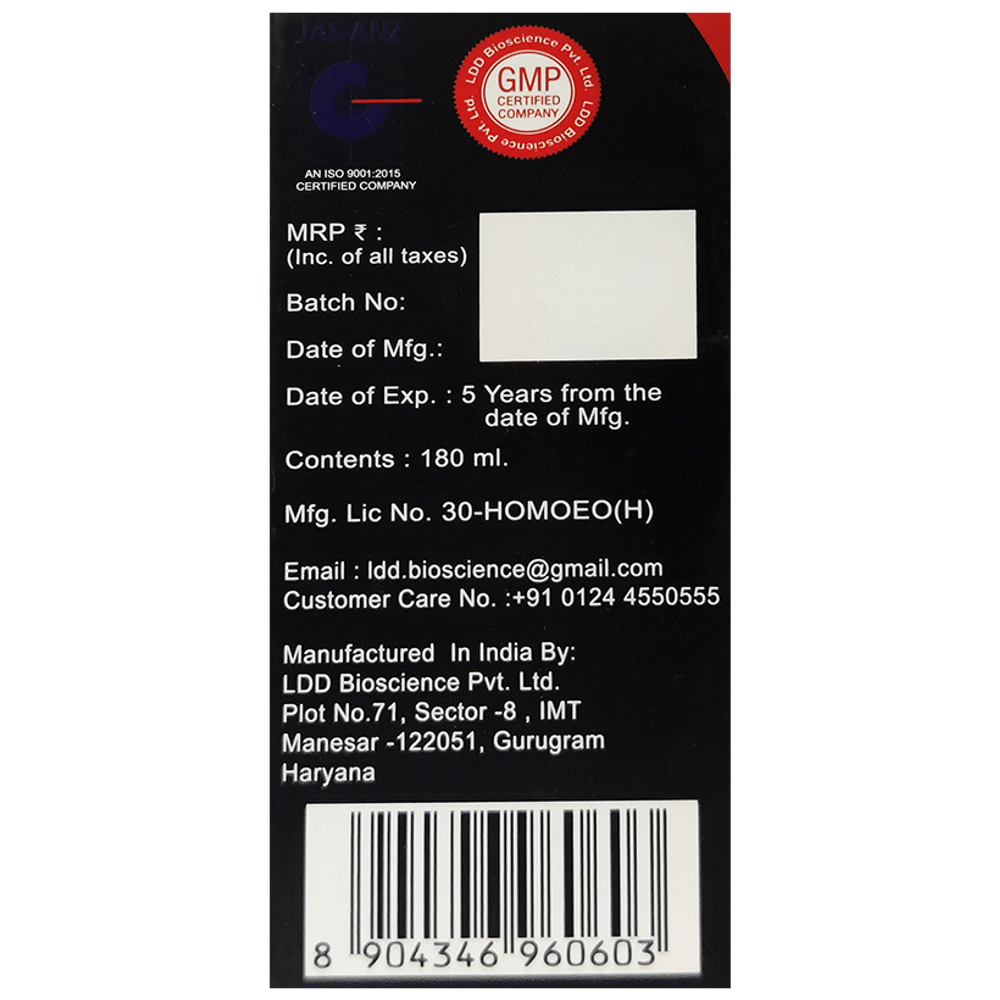 JAS-ANZ
LDD Bioscience Pvt. Ltd. LDD Bioscience Pvt. Ltd.
GMP
CERTIFIED
COMPANY
AN ISO 9001:2015
CERTIFIED COMPANY
MRP ₹ :
(Inc. of all taxes)
Batch No:
Date of Mfg.:
Date of Exp. : 5 Years from the
date of Mfg.
Contents : 180 ml.
Mfg. Lic No. 30-HOMOEO(H)
Email : ldd.bioscience@gmail.com
Customer Care No. :+91 0124 4550555
Manufactured In India By:
LDD Bioscience Pvt. Ltd.
Plot No.71, Sector -8 , IMT
Manesar -122051, Gurugram
Haryana
8 904346 960603